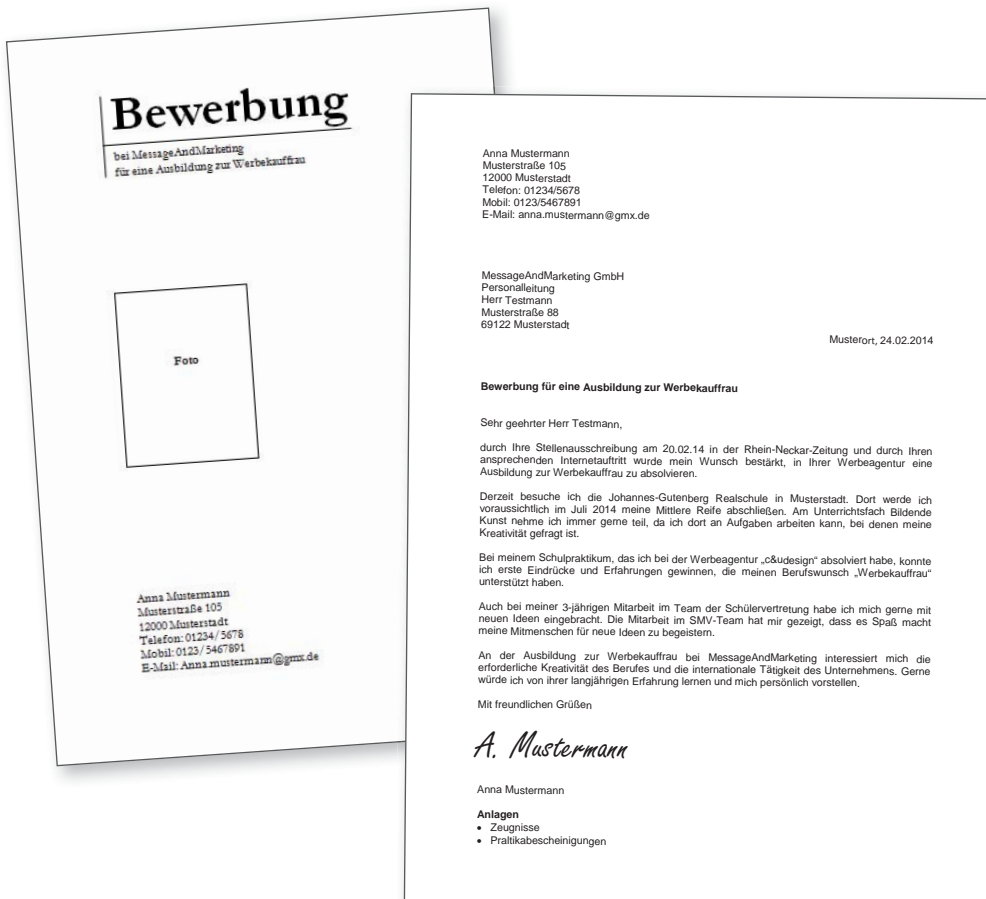 Bewerbung
bei MessageAndMarketing
für eine Ausbildung zur Werbekauffrau
Foto
Anna Mustermann
Musterstraße 105
12000 Musterstadt
Telefon: 01234/5678
Mobil: 0123/5467891
E-Mail: Anna.mustermann@gmx.de
Anna Mustermann
Musterstraße 105
12000 Musterstadt
Telefon: 01234/5678
Mobil: 0123/5467891
E-Mail: anna.mustermann@gmx.de
MessageAndMarketing GmbH
Personalleitung
Herr Testmann
Musterstraße 88
69122 Musterstadt
Musterort, 24.02.2014
Bewerbung für eine Ausbildung zur Werbekauffrau
Sehr geehrter Herr Testmann,
durch Ihre Stellenausschreibung am 20.02.14 in der Rhein-Neckar-Zeitung und durch Ihren
ansprechenden Internetauftritt wurde mein Wunsch bestärkt, in Ihrer Werbeagentur eine
Ausbildung zur Werbekauffrau zu absolvieren.
Derzeit besuche ich die Johannes-Gutenberg Realschule in Musterstadt. Dort werde ich
voraussichtlich im Juli 2014 meine Mittlere Reife abschließen. Am Unterrichtsfach Bildende
Kunst nehme ich immer gerne teil, da ich dort an Aufgaben arbeiten kann, bei denen meine
Kreativität gefragt ist.
Bei meinem Schulpraktikum, das ich bei der Werbeagentur „c&udesign“ absolviert habe, konnte
ich erste Eindrücke und Erfahrungen gewinnen, die meinen Berufswunsch „Werbekauffrau“
unterstützt haben.
Auch bei meiner 3-jährigen Mitarbeit im Team der Schülervertretung habe ich mich gerne mit
neuen Ideen eingebracht. Die Mitarbeit im SMV-Team hat mir gezeigt, dass es Spaß macht
meine Mitmenschen für neue Ideen zu begeistern.
An der Ausbildung zur Werbekauffrau bei MessageAndMarketing interessiert mich die
erforderliche Kreativität des Berufes und die internationale Tätigkeit des Unternehmens. Gerne
würde ich von ihrer langjährigen Erfahrung lernen und mich persönlich vorstellen.
Mit freundlichen Grüßen
A. Mustermann
Anna Mustermann
Anlagen
• Zeugnisse
• Praltikabescheinigungen